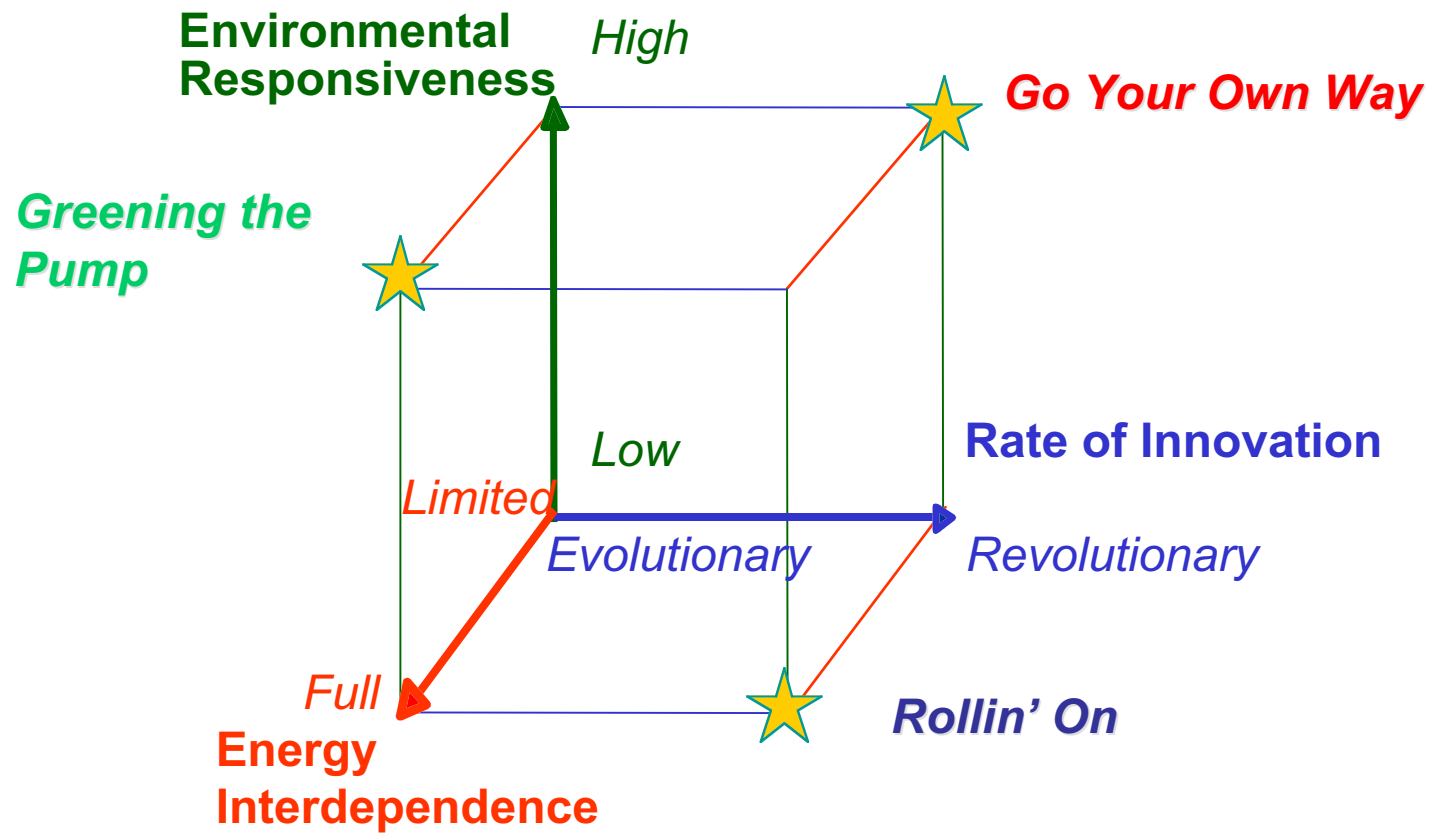 Environmental
Responsiveness
High
Go Your Own Way
Greening the
Pump
Low
Rate of Innovation
Limited
Evolutionary
Revolutionary
Full
Rollin’ On
Energy
Interdependence